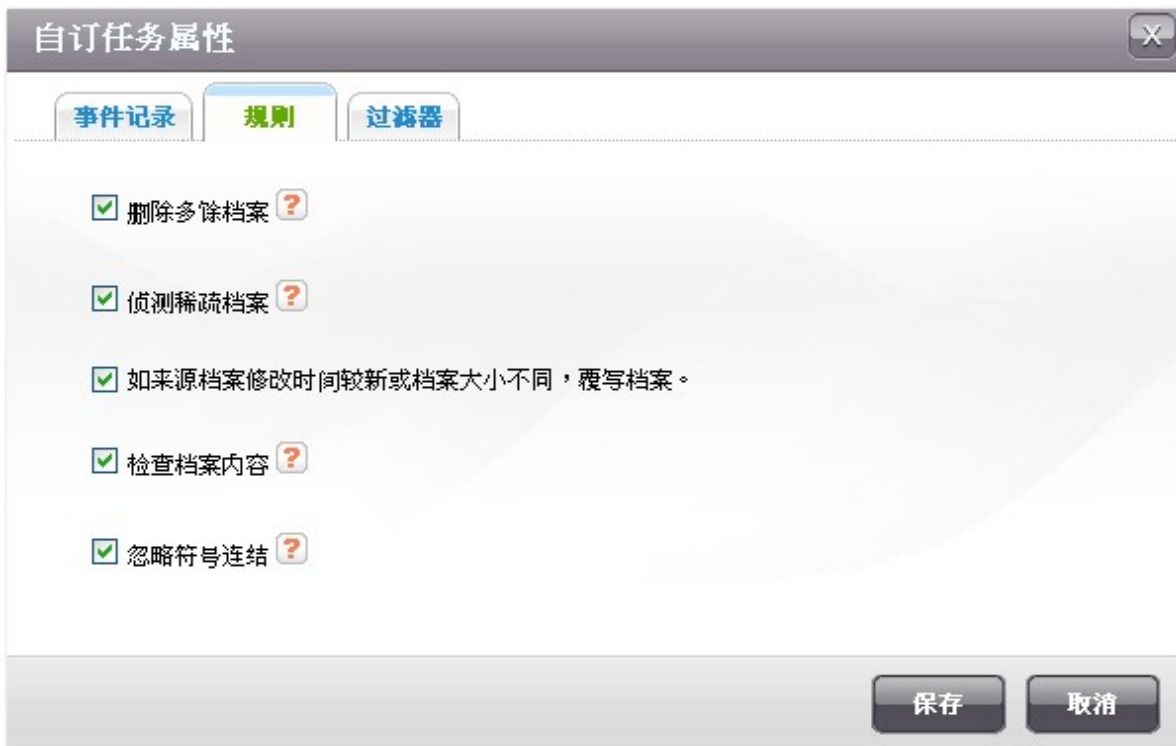 自订任务属性
X
事件记录 规则 过滤器
删除多馀档案 ?
侦测稀疏档案 ?
如来源档案修改时间较新或档案大小不同，覆写档案。
检查档案内容 ?
忽略符号连结 ?
保存 取消